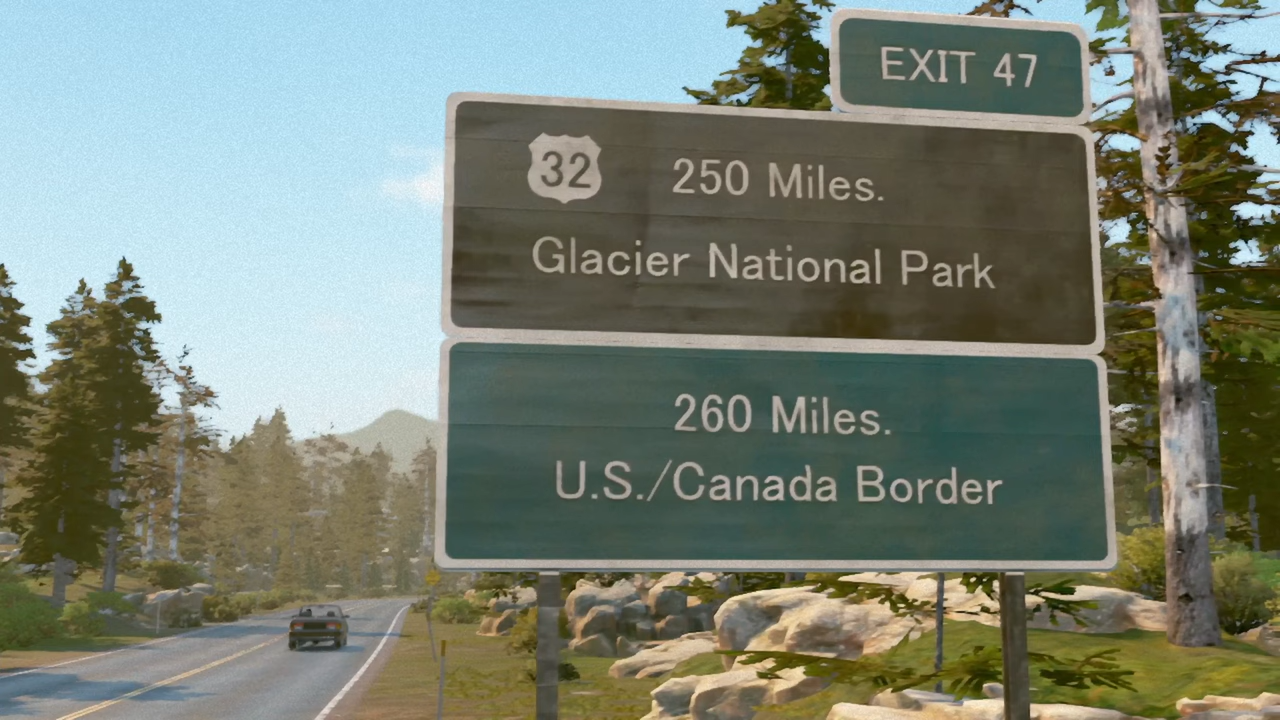 EXIT 47
32 250 Miles.
Glacier National Park
260 Miles.
U.S./Canada Border